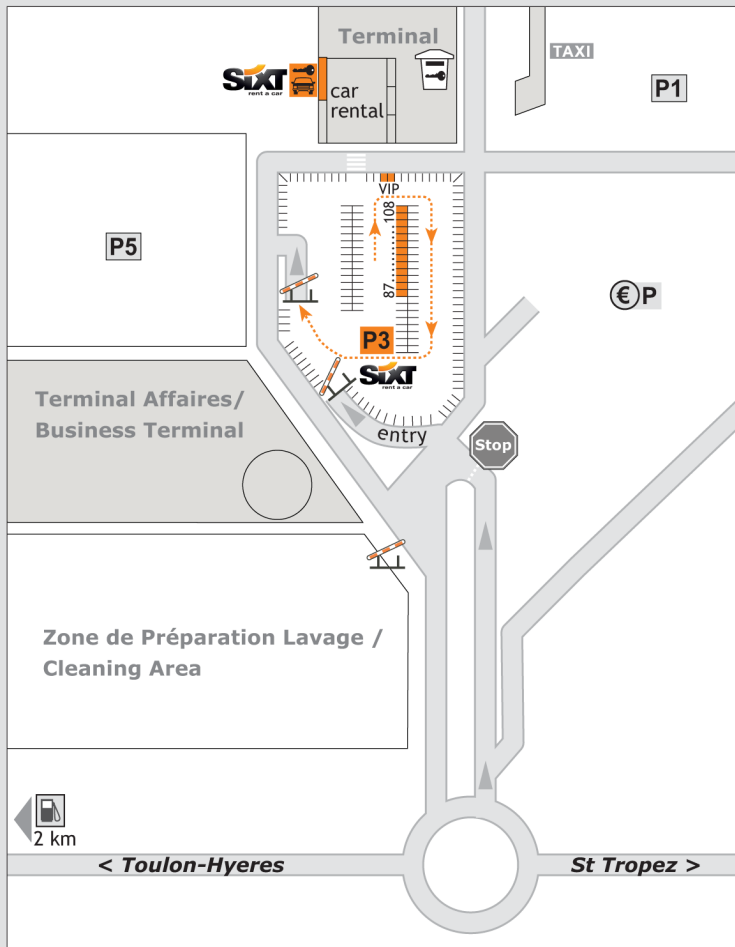 Terminal
TAXI
SIXT
rent a car
car
rental
P1
VIP
108
87.........
P5
€ P
P3
SIXT
rent a car
Terminal Affaires/
Business Terminal
entry
Stop
Zone de Préparation Lavage /
Cleaning Area
2 km
< Toulon-Hyeres
St Tropez >